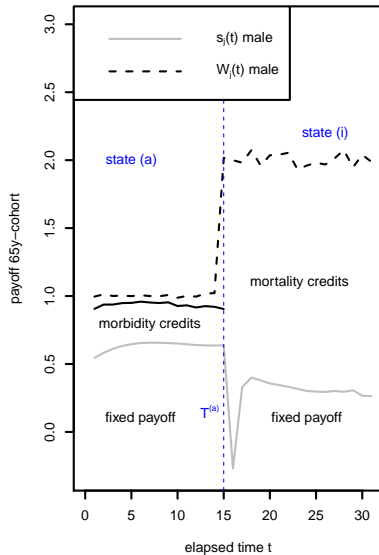 s_j(t) male
W_j(t) male
state (i)
state (a)
mortality credits
morbidity credits
T^(a)
fixed payoff
fixed payoff
payoff 65y−cohort
3.0
2.5
2.0
1.5
1.0
0.5
0.0
0 5 10 15 20 25 30
elapsed time t